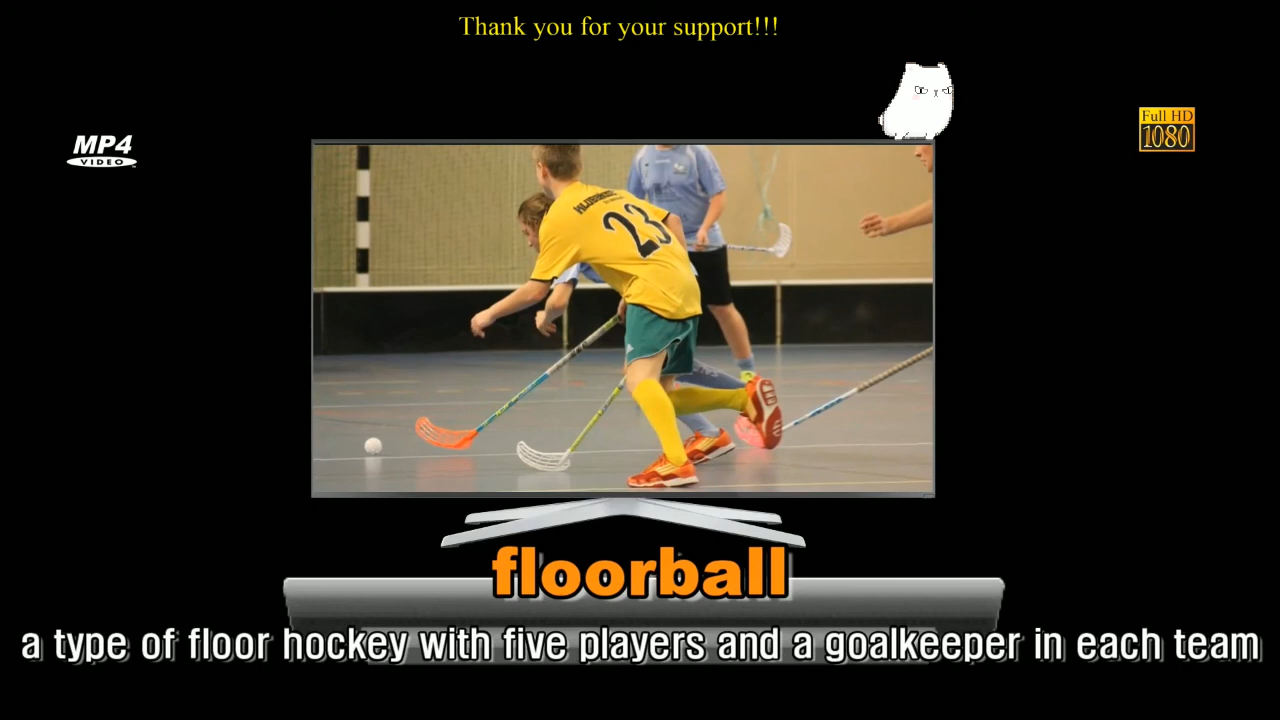 Thank you for your support!!!
MP4
VIDEO
Full HD
1080
23
floorball
a type of floor hockey with five players and a goalkeeper in each team